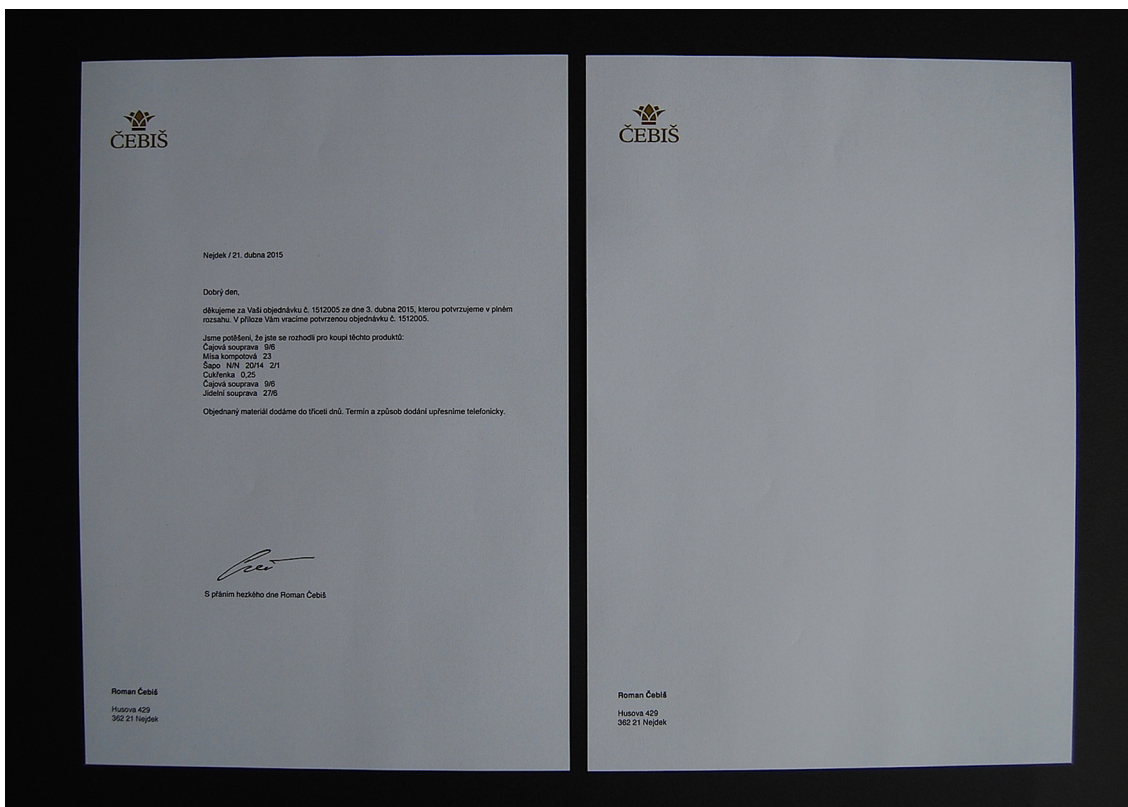 ČEBIŠ
Nejdek / 21. dubna 2015
Dobrý den,
děkujeme za Vaši objednávku č. 1512005 ze dne 3. dubna 2015, kterou potvrzujeme v plném
rozsahu. V příloze Vám vracíme potvrzenou objednávku č. 1512005.
Jsme potěšeni, že jste se rozhodli pro koupi těchto produktů:
Čajová souprava 9/6
Mísa kompotová 23
Šapo N/N 20/14 2/1
Cukřenka 0,25
Čajová souprava 9/6
Jídelní souprava 27/6
Objednaný materiál dodáme do třiceti dnů. Termín a způsob dodání upřesníme telefonicky.
S přáním hezkého dne Roman Čebiš
Roman Čebiš
Husova 429
362 21 Nejdek
ČEBIŠ
Roman Čebiš
Husova 429
362 21 Nejdek